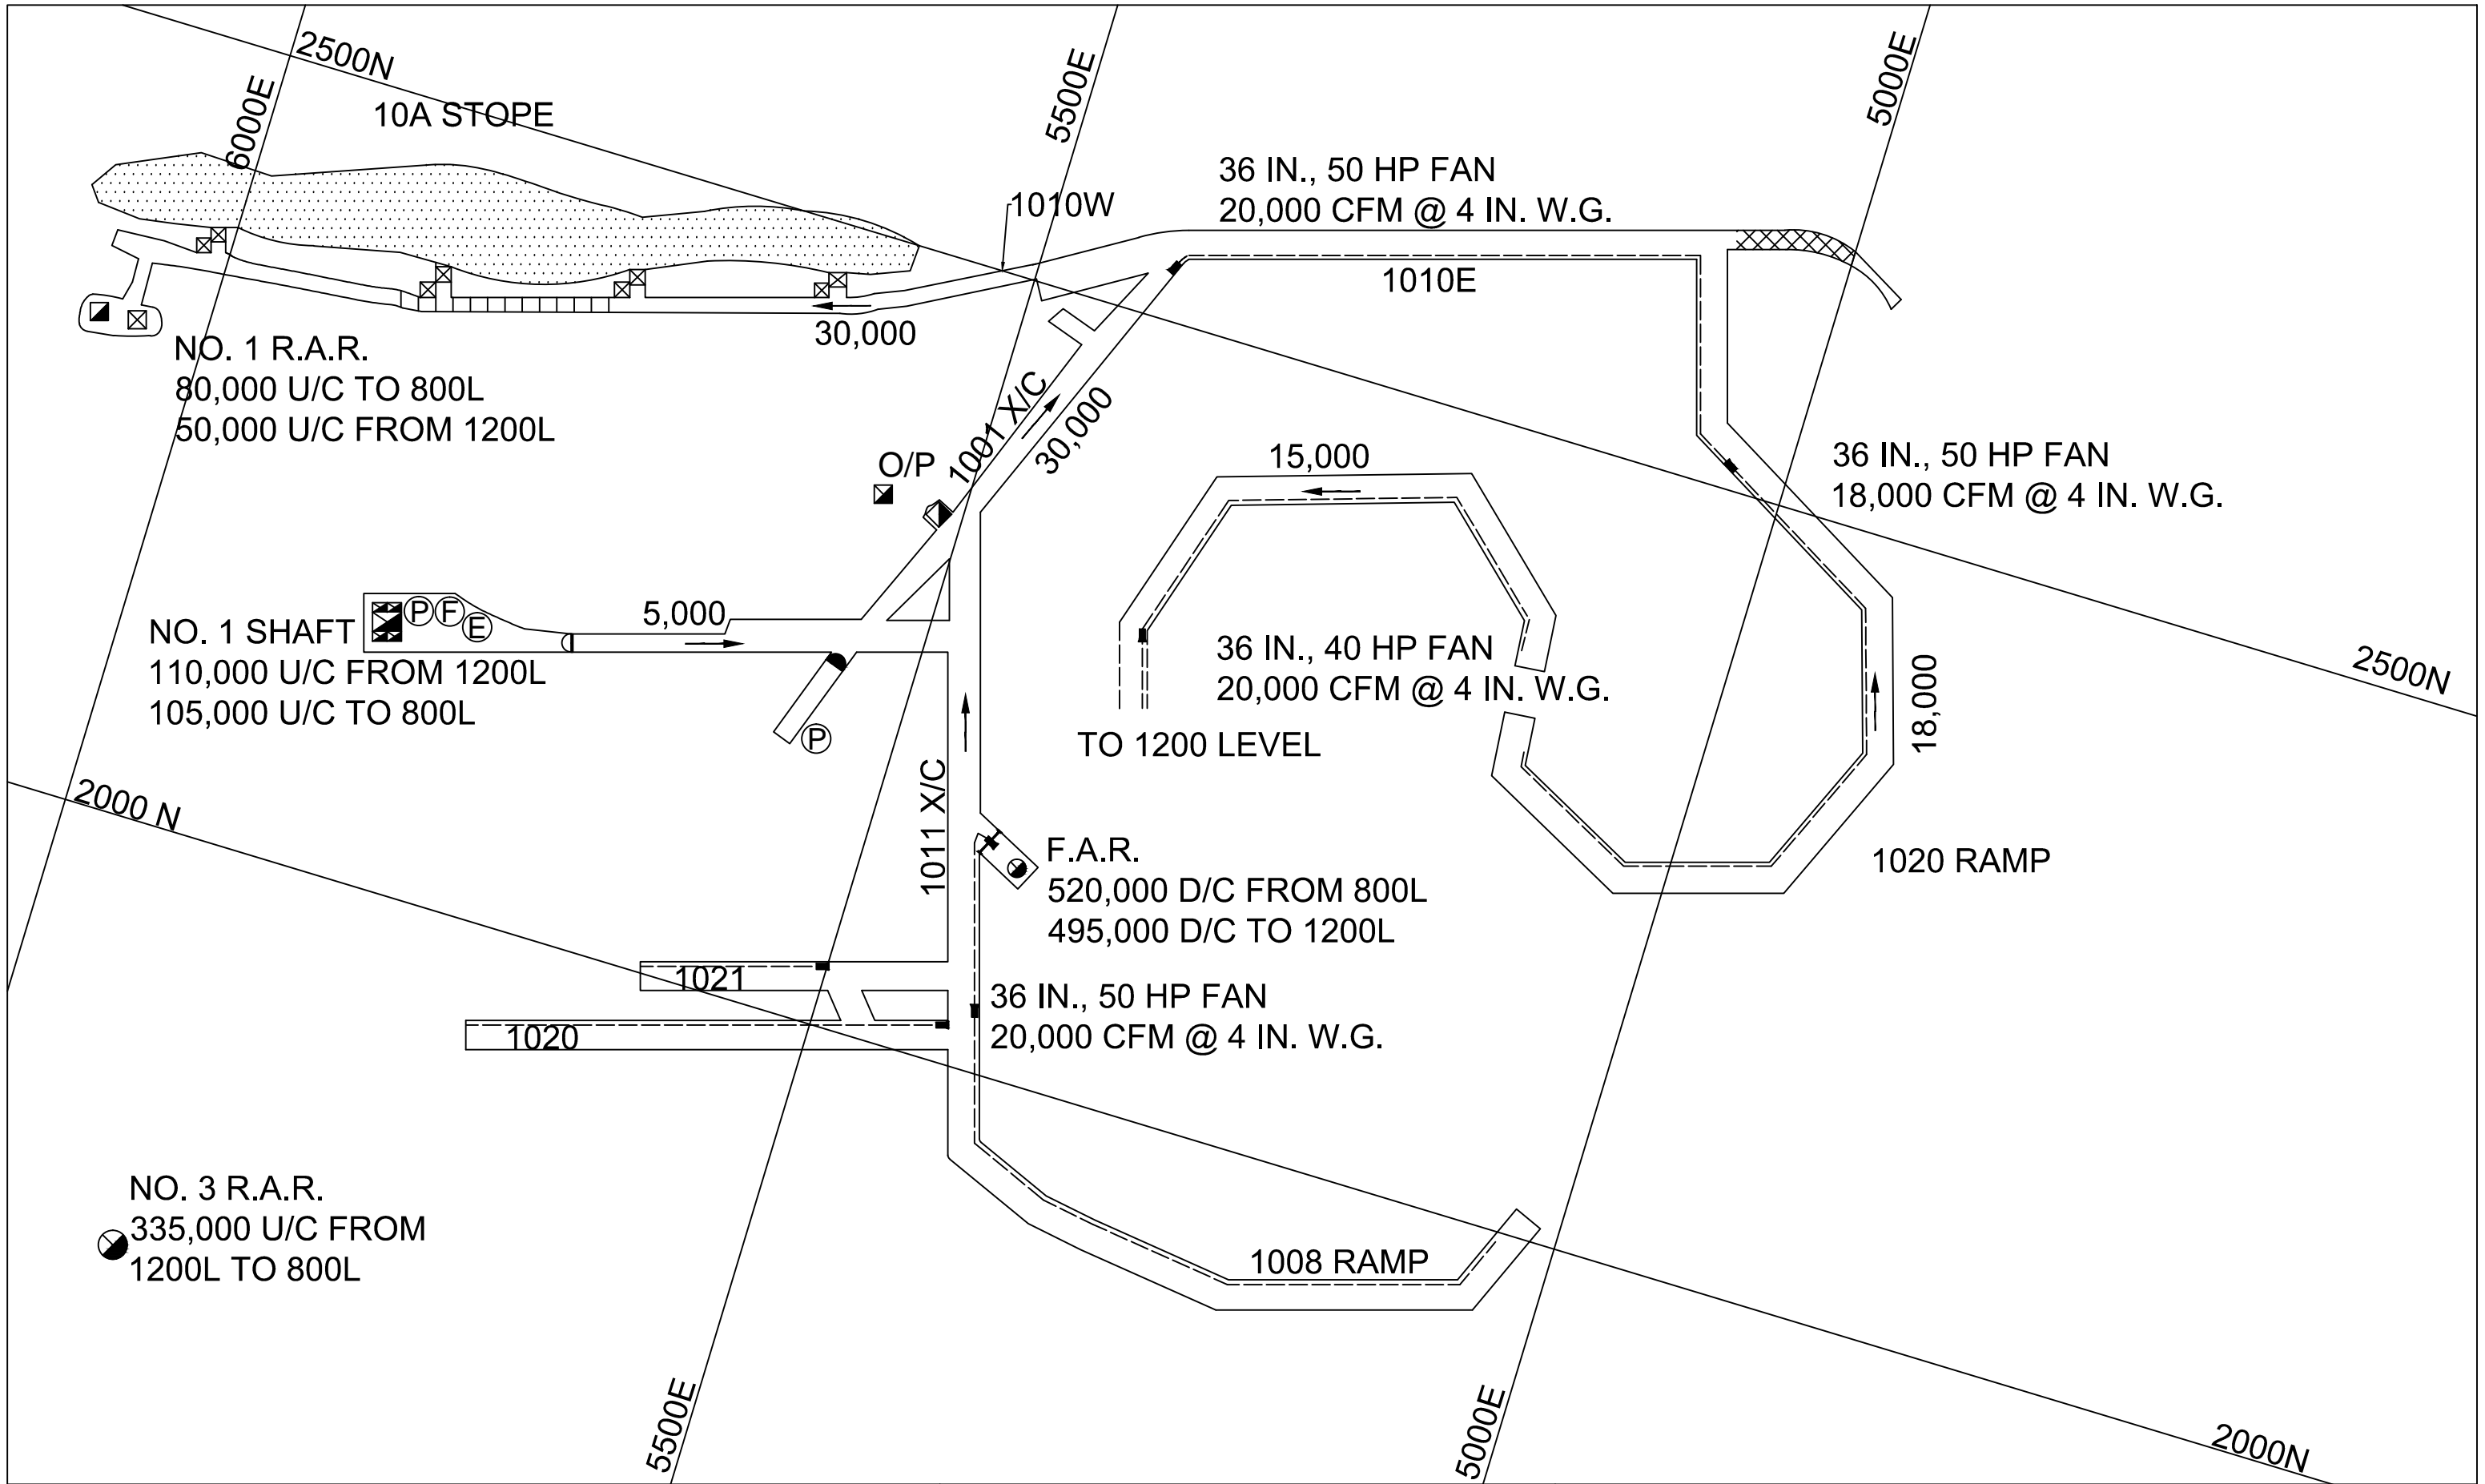 2500N
6000E
10A STOPE
5500E
5000E
1010W
36 IN., 50 HP FAN
20,000 CFM @ 4 IN. W.G.
1010E
30,000
NO. 1 R.A.R.
80,000 U/C TO 800L
50,000 U/C FROM 1200L
1001 X/C
30,000
O/P
15,000
36 IN., 50 HP FAN
18,000 CFM @ 4 IN. W.G.
P F E
5,000
NO. 1 SHAFT
110,000 U/C FROM 1200L
105,000 U/C TO 800L
P
36 IN., 40 HP FAN
20,000 CFM @ 4 IN. W.G.
TO 1200 LEVEL
18,000
2500N
2000 N
1011 X/C
F.A.R.
520,000 D/C FROM 800L
495,000 D/C TO 1200L
1020 RAMP
1021
1020
36 IN., 50 HP FAN
20,000 CFM @ 4 IN. W.G.
NO. 3 R.A.R.
335,000 U/C FROM
1200L TO 800L
1008 RAMP
5500E
5000E
2000N